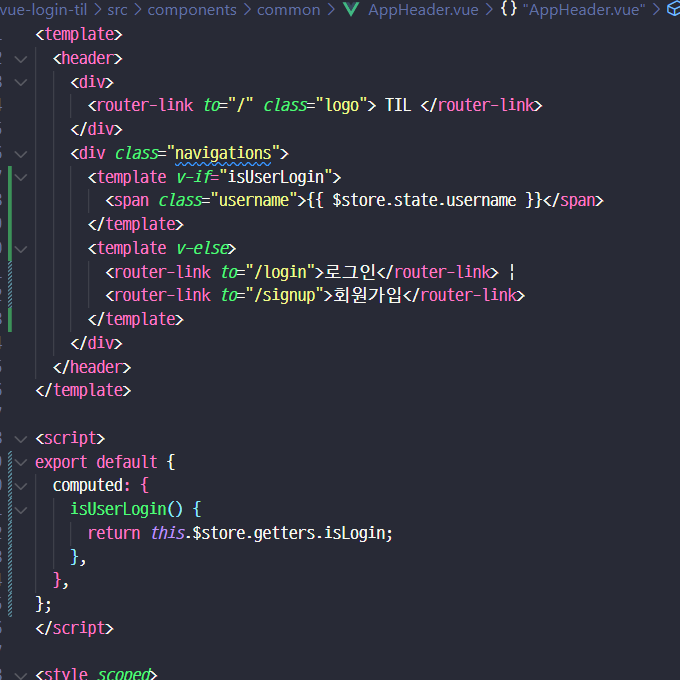 vue-login-til > src > components > common > AppHeader.vue > {} "AppHeader.vue" >
<template>
<header>
<div>
<router-link to="/" class="logo"> TIL </router-link>
</div>
<div class="navigations">
<template v-if="isUserLogin">
<span class="username">{{ $store.state.username }}</span>
</template>
<template v-else>
<router-link to="/login">로그인</router-link> |
<router-link to="/signup">회원가입</router-link>
</template>
</div>
</header>
</template>
<script>
export default {
computed: {
isUserLogin() {
return this.$store.getters.isLogin;
},
},
};
</script>
<style scoped>